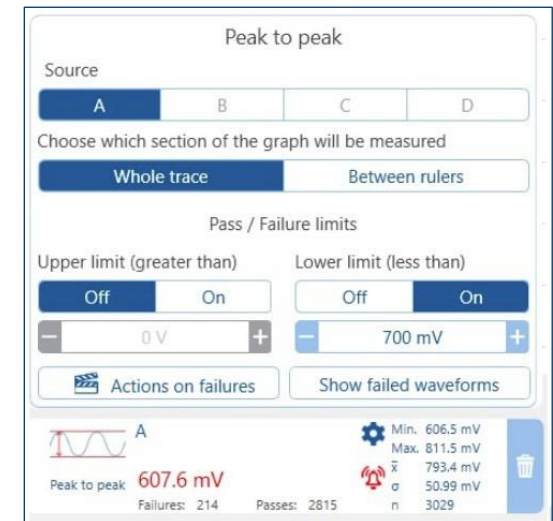 Peak to peak
Source
A B C D
Choose which section of the graph will be measured
Whole trace Between rulers
Pass / Failure limits
Upper limit (greater than) Lower limit (less than)
Off On Off On
− 0 V + − 700 mV +
Actions on failures Show failed waveforms
A Min. 606.5 mV
Max. 811.5 mV
Peak to peak 607.6 mV x̄ 793.4 mV
σ 50.99 mV
Failures: 214 Passes: 2815 n 3029